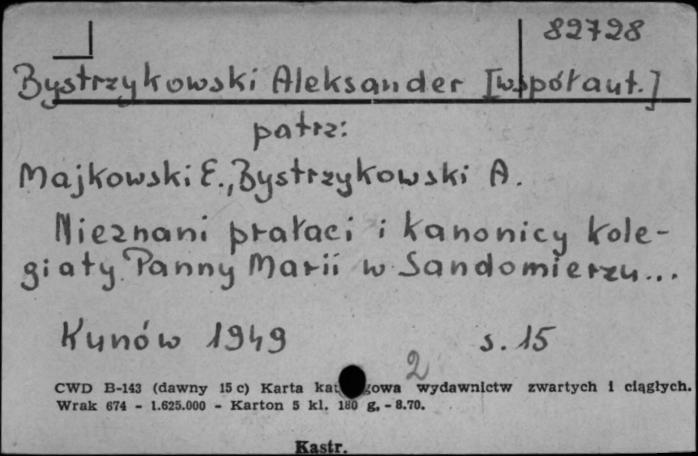 82728
Bystrzykowski Aleksander [współaut.]
patrz:
Majkowski E., Bystrzykowski A.
Nieznani prałaci i kanonicy kole-
giaty Panny Marii w Sandomierzu...
Kunów 1949 s. 15
2
CWD B-143 (dawny 15 c) Karta wydawnictw zwartych i ciągłych.
Wrak 674 - 1.625.000 - Karton 5 kl. 180 g. - 8.70.
Kastr.